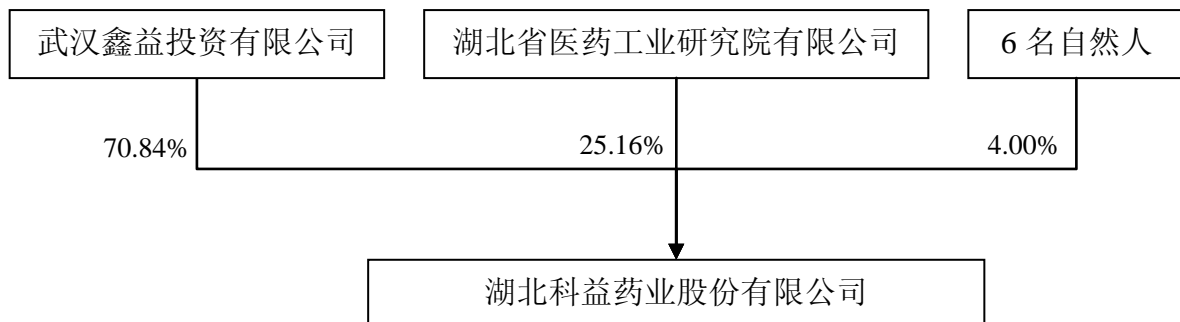 武汉鑫益投资有限公司
湖北省医药工业研究院有限公司
6 名自然人
70.84%
25.16%
4.00%
湖北科益药业股份有限公司